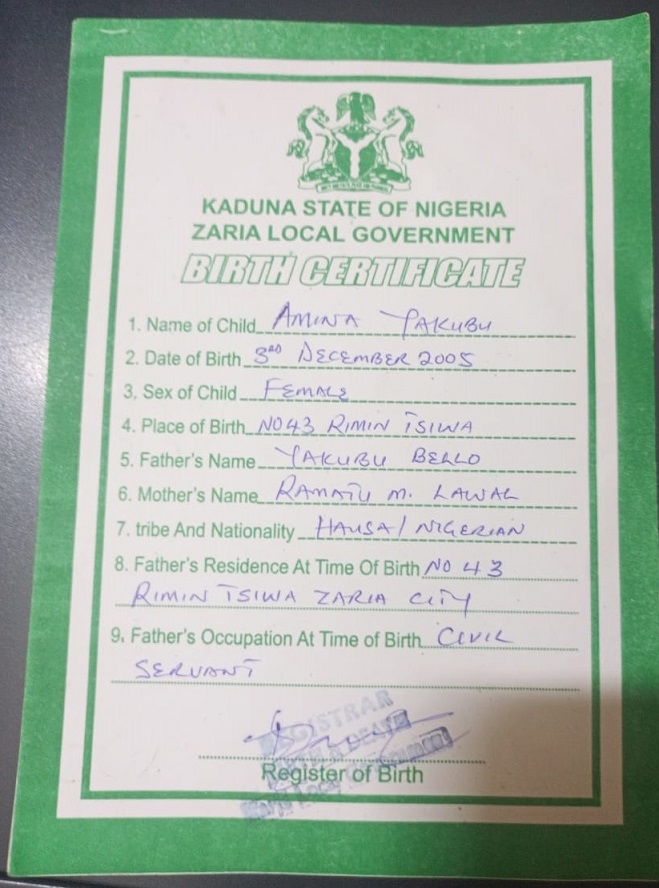 KADUNA STATE OF NIGERIA
ZARIA LOCAL GOVERNMENT
BIRTH CERTIFICATE
1. Name of Child AMINA YAKUBU
2. Date of Birth 3RD DECEMBER 2005
3, Sex of Child FEMALE
4. Place of Birth NO 43 RIMIN TSIWA
5. Father's Name YAKUBU BELLO
6. Mother's Name RAMATU M. LAWAL
7. tribe And Nationality HAUSA / NIGERIAN
8. Father's Residence At Time Of Birth NO 43
RIMIN TSIWA ZARIA CITY
9. Father's Occupation At Time of Birth CIVIL
SERVANT
REGISTRAR
Register of Birth